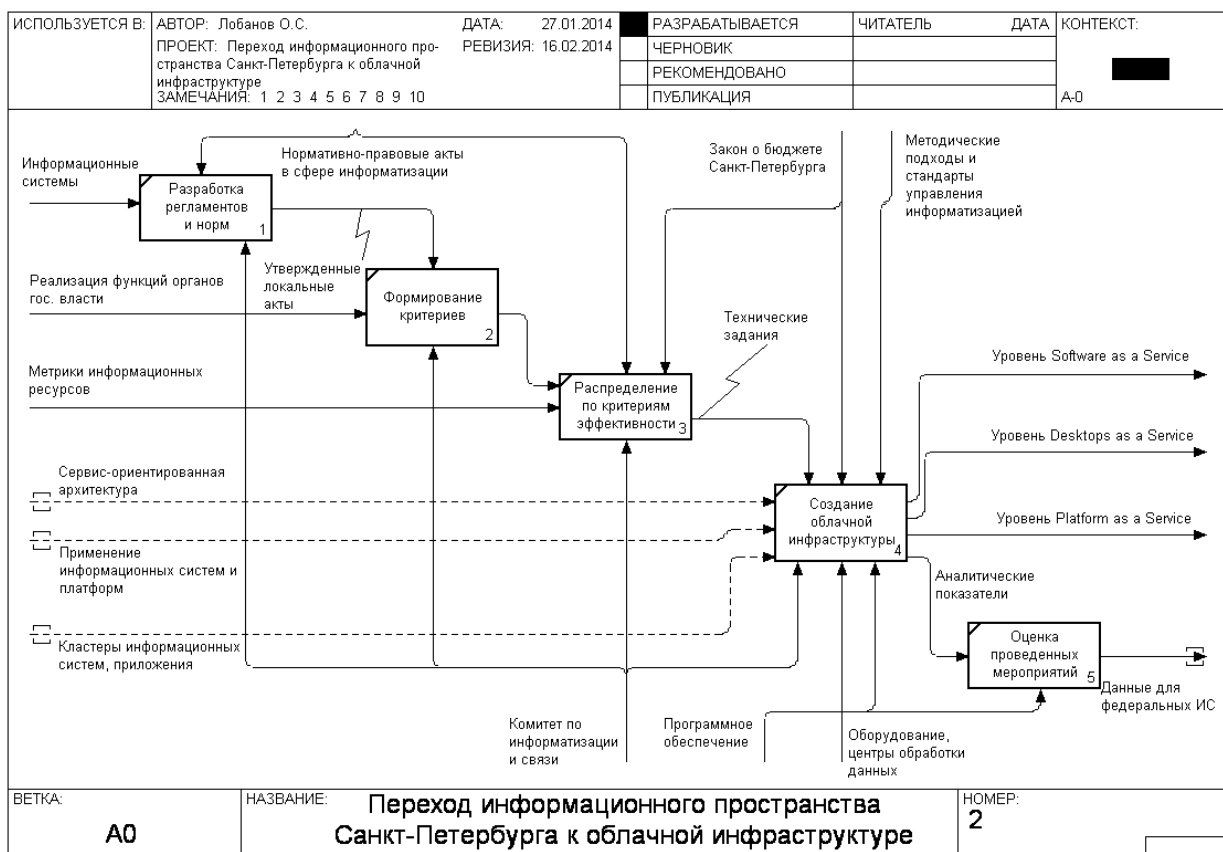 ИСПОЛЬЗУЕТСЯ В:
АВТОР: Лобанов О.С.
ДАТА: 27.01.2014
ПРОЕКТ: Переход информационного про-
странства Санкт-Петербурга к облачной
инфраструктуре
РЕВИЗИЯ: 16.02.2014
ЗАМЕЧАНИЯ: 1 2 3 4 5 6 7 8 9 10
РАЗРАБАТЫВАЕТСЯ
ЧЕРНОВИК
РЕКОМЕНДОВАНО
ПУБЛИКАЦИЯ
ЧИТАТЕЛЬ
ДАТА
КОНТЕКСТ:
A-0
Информационные
системы
Нормативно-правовые акты
в сфере информатизации
Закон о бюджете
Санкт-Петербурга
Методические
подходы и
стандарты
управления
информатизацией
Разработка
регламентов
и норм
1
Реализация функций органов
гос. власти
Утвержденные
локальные
акты
Формирование
критериев
2
Технические
задания
Метрики информационных
ресурсов
Распределение
по критериям
эффективности
3
Уровень Software as a Service
Уровень Desktops as a Service
Сервис-ориентированная
архитектура
Создание
облачной
инфраструктуры
4
Уровень Platform as a Service
Применение
информационных систем и
платформ
Аналитические
показатели
Кластеры информационных
систем, приложения
Оценка
проведенных
мероприятий
5
Данные для
федеральных ИС
Комитет по
информатизации
и связи
Программное
обеспечение
Оборудование,
центры обработки
данных
ВЕТКА:
A0
НАЗВАНИЕ:
Переход информационного пространства
Санкт-Петербурга к облачной инфраструктуре
НОМЕР:
2